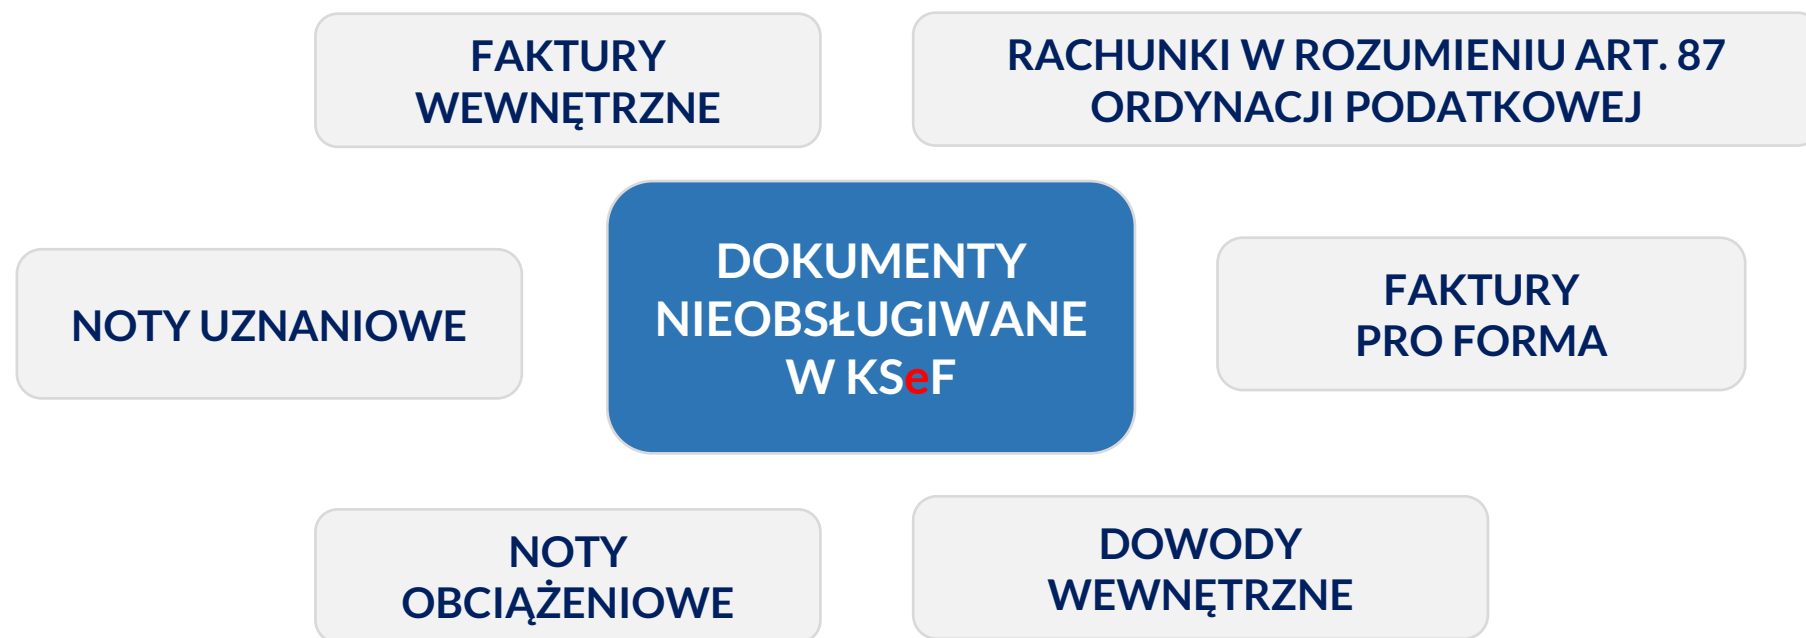 FAKTURY
WEWNĘTRZNE
RACHUNKI W ROZUMIENIU ART. 87
ORDYNACJI PODATKOWEJ
NOTY UZNANIOWE
DOKUMENTY
NIEOBSŁUGIWANE
W KSeF
FAKTURY
PRO FORMA
NOTY
OBCIĄŻENIOWE
DOWODY
WEWNĘTRZNE